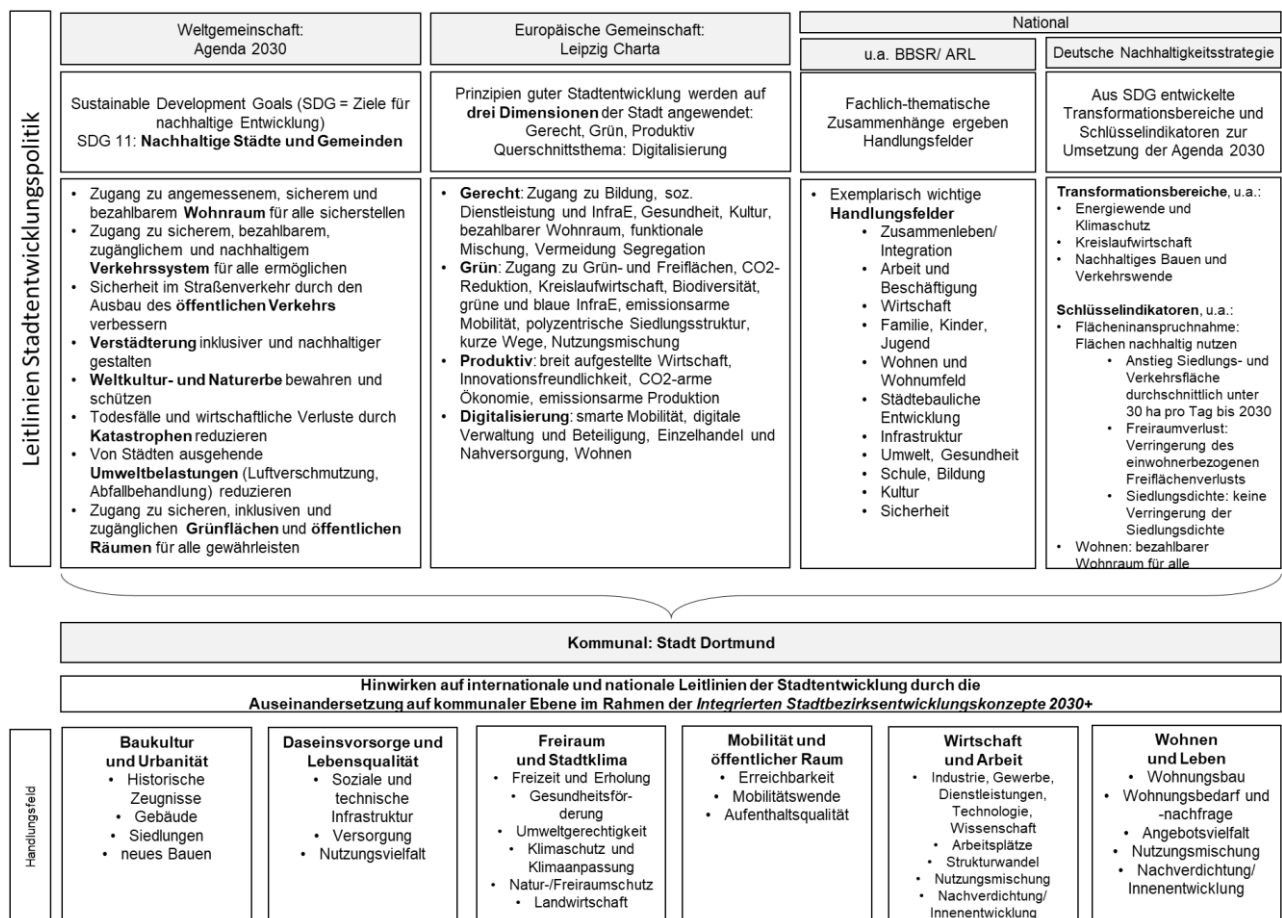 Leitlinien Stadtentwicklungspolitik
Weltgemeinschaft:
Agenda 2030
Sustainable Development Goals (SDG = Ziele für
nachhaltige Entwicklung)
SDG 11: Nachhaltige Städte und Gemeinden
• Zugang zu angemessenem, sicherem und
bezahlbarem Wohnraum für alle sicherstellen
• Zugang zu sicherem, bezahlbarem,
zugänglichem und nachhaltigem
Verkehrssystem für alle ermöglichen
• Sicherheit im Straßenverkehr durch den
Ausbau des öffentlichen Verkehrs
verbessern
• Verstädterung inklusiver und nachhaltiger
gestalten
• Weltkultur- und Naturerbe bewahren und
schützen
• Todesfälle und wirtschaftliche Verluste durch
Katastrophen reduzieren
• Von Städten ausgehende
Umweltbelastungen (Luftverschmutzung,
Abfallbehandlung) reduzieren
• Zugang zu sicheren, inklusiven und
zugänglichen Grünflächen und öffentlichen
Räumen für alle gewährleisten
Europäische Gemeinschaft:
Leipzig Charta
Prinzipien guter Stadtentwicklung werden auf
drei Dimensionen der Stadt angewendet:
Gerecht, Grün, Produktiv
Querschnittsthema: Digitalisierung
• Gerecht: Zugang zu Bildung, soz.
Dienstleistung und InfraE, Gesundheit, Kultur,
bezahlbarer Wohnraum, funktionale
Mischung, Vermeidung Segregation
• Grün: Zugang zu Grün- und Freiflächen, CO2-
Reduktion, Kreislaufwirtschaft, Biodiversität,
grüne und blaue InfraE, emissionsarme
Mobilität, polyzentrische Siedlungsstruktur,
kurze Wege, Nutzungsmischung
• Produktiv: breit aufgestellte Wirtschaft,
Innovationsfreundlichkeit, CO2-arme
Ökonomie, emissionsarme Produktion
• Digitalisierung: smarte Mobilität, digitale
Verwaltung und Beteiligung, Einzelhandel und
Nahversorgung, Wohnen
National
u.a. BBSR/ ARL
Fachlich-thematische
Zusammenhänge ergeben
Handlungsfelder
• Exemplarisch wichtige
Handlungsfelder
• Zusammenleben/
Integration
• Arbeit und
Beschäftigung
• Wirtschaft
• Familie, Kinder,
Jugend
• Wohnen und
Wohnumfeld
• Städtebauliche
Entwicklung
• Infrastruktur
• Umwelt, Gesundheit
• Schule, Bildung
• Kultur
• Sicherheit
Deutsche Nachhaltigkeitsstrategie
Aus SDG entwickelte
Transformationsbereiche und
Schlüsselindikatoren zur
Umsetzung der Agenda 2030
Transformationsbereiche, u.a.:
• Energiewende und
Klimaschutz
• Kreislaufwirtschaft
• Nachhaltiges Bauen und
Verkehrswende
Schlüsselindikatoren, u.a.:
• Flächeninanspruchnahme:
Flächen nachhaltig nutzen
• Anstieg Siedlungs- und
Verkehrsfläche
durchschnittlich unter
30 ha pro Tag bis 2030
• Freiraumverlust:
Verringerung des
einwohnerbezogenen
Freiflächenverlusts
• Siedlungsdichte: keine
Verringerung der
Siedlungsdichte
• Wohnen: bezahlbarer
Wohnraum für alle
Kommunal: Stadt Dortmund
Hinwirken auf internationale und nationale Leitlinien der Stadtentwicklung durch die
Auseinandersetzung auf kommunaler Ebene im Rahmen der Integrierten Stadtbezirksentwicklungskonzepte 2030+
Handlungsfeld
Baukultur
und Urbanität
• Historische
Zeugnisse
• Gebäude
• Siedlungen
• neues Bauen
Daseinsvorsorge und
Lebensqualität
• Soziale und
technische
Infrastruktur
• Versorgung
• Nutzungsvielfalt
Freiraum
und Stadtklima
• Freizeit und Erholung
• Gesundheitsför-
derung
• Umweltgerechtigkeit
• Klimaschutz und
Klimaanpassung
• Natur-/Freiraumschutz
• Landwirtschaft
Mobilität und
öffentlicher Raum
• Erreichbarkeit
• Mobilitätswende
• Aufenthaltsqualität
Wirtschaft
und Arbeit
• Industrie, Gewerbe,
Dienstleistungen,
Technologie,
Wissenschaft
• Arbeitsplätze
• Strukturwandel
• Nutzungsmischung
• Nachverdichtung/
Innenentwicklung
Wohnen
und Leben
• Wohnungsbau
• Wohnungsbedarf und
-nachfrage
• Angebotsvielfalt
• Nutzungsmischung
• Nachverdichtung/
Innenentwicklung